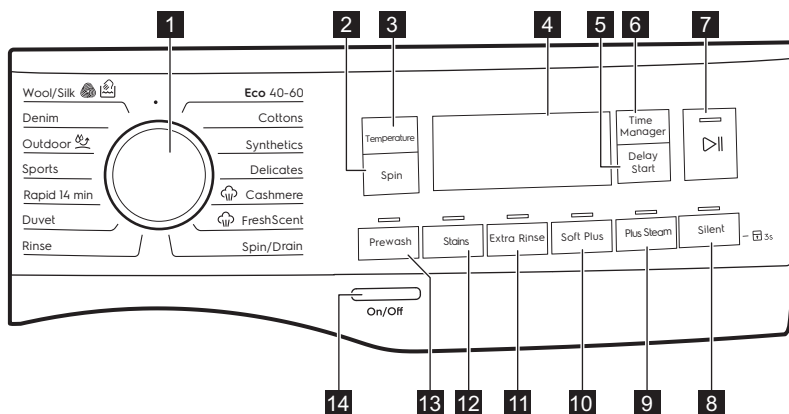 1
2
3
4
5
6
7
Wool/Silk
Denim
Outdoor
Sports
Rapid 14 min
Duvet
Rinse
Eco 40-60
Cottons
Synthetics
Delicates
Cashmere
FreshScent
Spin/Drain
Temperature
Spin
Time
Manager
Delay
Start
Prewash
Stains
Extra Rinse
Soft Plus
Plus Steam
Silent
3s
On/Off
14
13
12
11
10
9
8